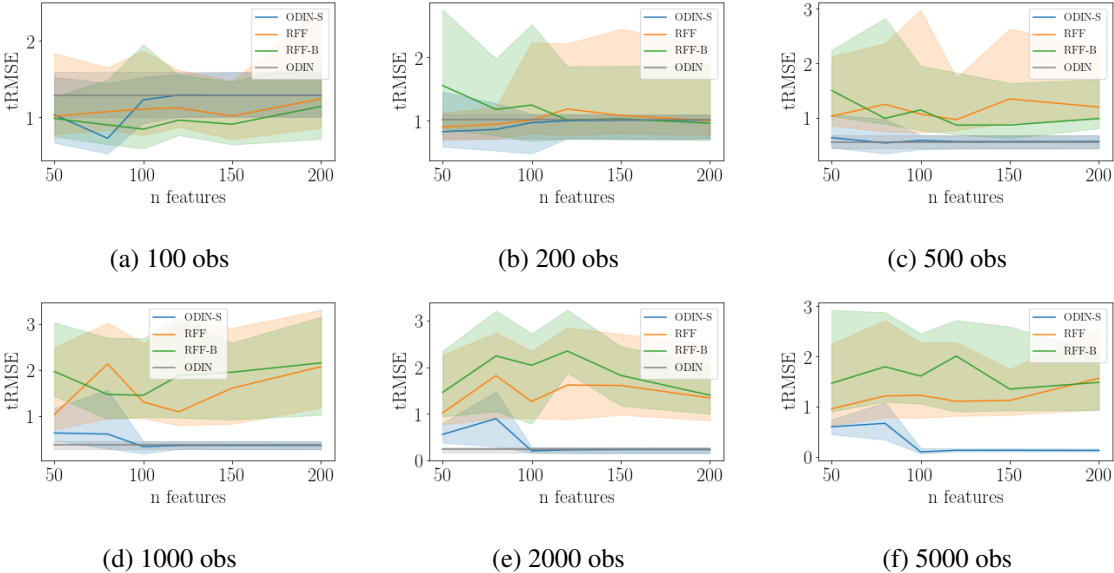 tRMSE
2
1
ODIN-S
RFF
RFF-B
ODIN
50 100 150 200
n features
(a) 100 obs
tRMSE
2
1
ODIN-S
RFF
RFF-B
ODIN
50 100 150 200
n features
(b) 200 obs
tRMSE
3
2
1
ODIN-S
RFF
RFF-B
ODIN
50 100 150 200
n features
(c) 500 obs
tRMSE
3
2
1
ODIN-S
RFF
RFF-B
ODIN
50 100 150 200
n features
(d) 1000 obs
tRMSE
3
2
1
0
ODIN-S
RFF
RFF-B
ODIN
50 100 150 200
n features
(e) 2000 obs
tRMSE
3
2
1
0
ODIN-S
RFF
RFF-B
50 100 150 200
n features
(f) 5000 obs